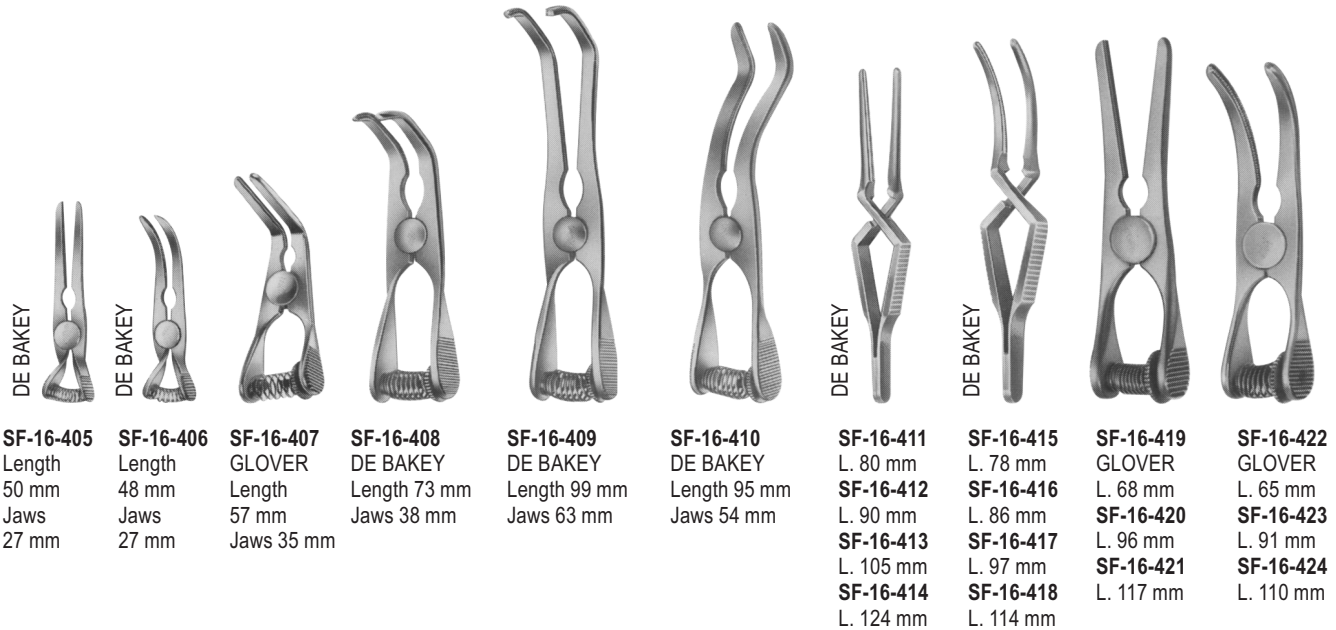 DE BAKEY
SF-16-405
Length
50 mm
Jaws
27 mm
DE BAKEY
SF-16-406
Length
48 mm
Jaws
27 mm
SF-16-407
GLOVER
Length
57 mm
Jaws 35 mm
SF-16-408
DE BAKEY
Length 73 mm
Jaws 38 mm
SF-16-409
DE BAKEY
Length 99 mm
Jaws 63 mm
SF-16-410
DE BAKEY
Length 95 mm
Jaws 54 mm
DE BAKEY
SF-16-411
L. 80 mm
SF-16-412
L. 90 mm
SF-16-413
L. 105 mm
SF-16-414
L. 124 mm
DE BAKEY
SF-16-415
L. 78 mm
SF-16-416
L. 86 mm
SF-16-417
L. 97 mm
SF-16-418
L. 114 mm
SF-16-419
GLOVER
L. 68 mm
SF-16-420
L. 96 mm
SF-16-421
L. 117 mm
SF-16-422
GLOVER
L. 65 mm
SF-16-423
L. 91 mm
SF-16-424
L. 110 mm